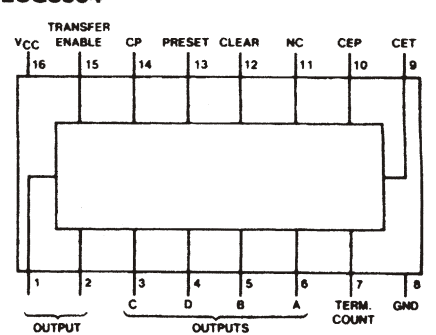 TRANSFER
VCC ENABLE CP PRESET CLEAR NC CEP CET
16 15 14 13 12 11 10 9
1 2 3 4 5 6 7 8
C D B A TERM. GND
OUTPUT OUTPUTS COUNT